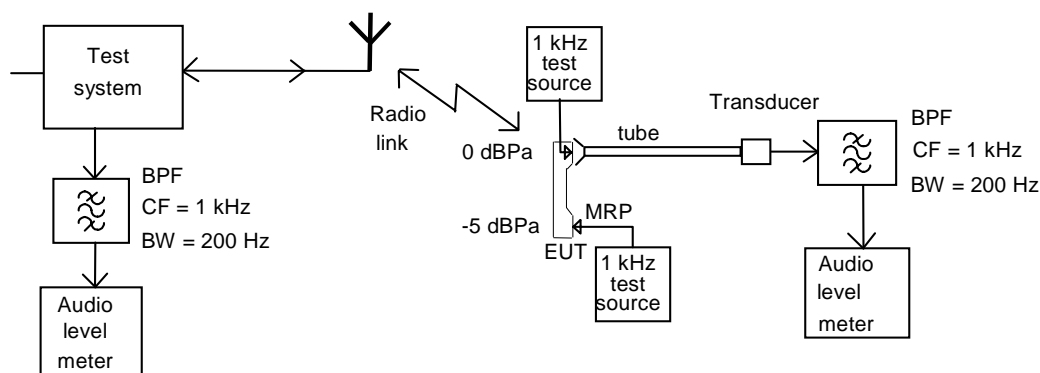 Test
system
BPF
CF = 1 kHz
BW = 200 Hz
Audio
level
meter
Radio
link
1 kHz
test
source
0 dBPa
-5 dBPa
EUT
MRP
1 kHz
test
source
tube
Transducer
BPF
CF = 1 kHz
BW = 200 Hz
Audio
level
meter